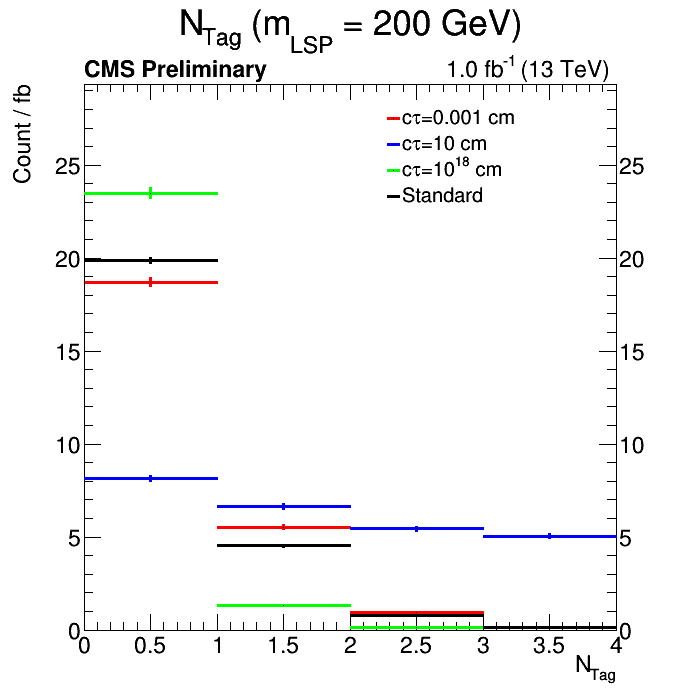 N_Tag (m_LSP = 200 GeV)
CMS Preliminary 1.0 fb⁻¹ (13 TeV)
Count / fb
cτ=0.001 cm
cτ=10 cm
cτ=10¹⁸ cm
Standard
25 25
20 20
15 15
10 10
5 5
0 0
0 0.5 1 1.5 2 2.5 3 3.5 4
N_Tag